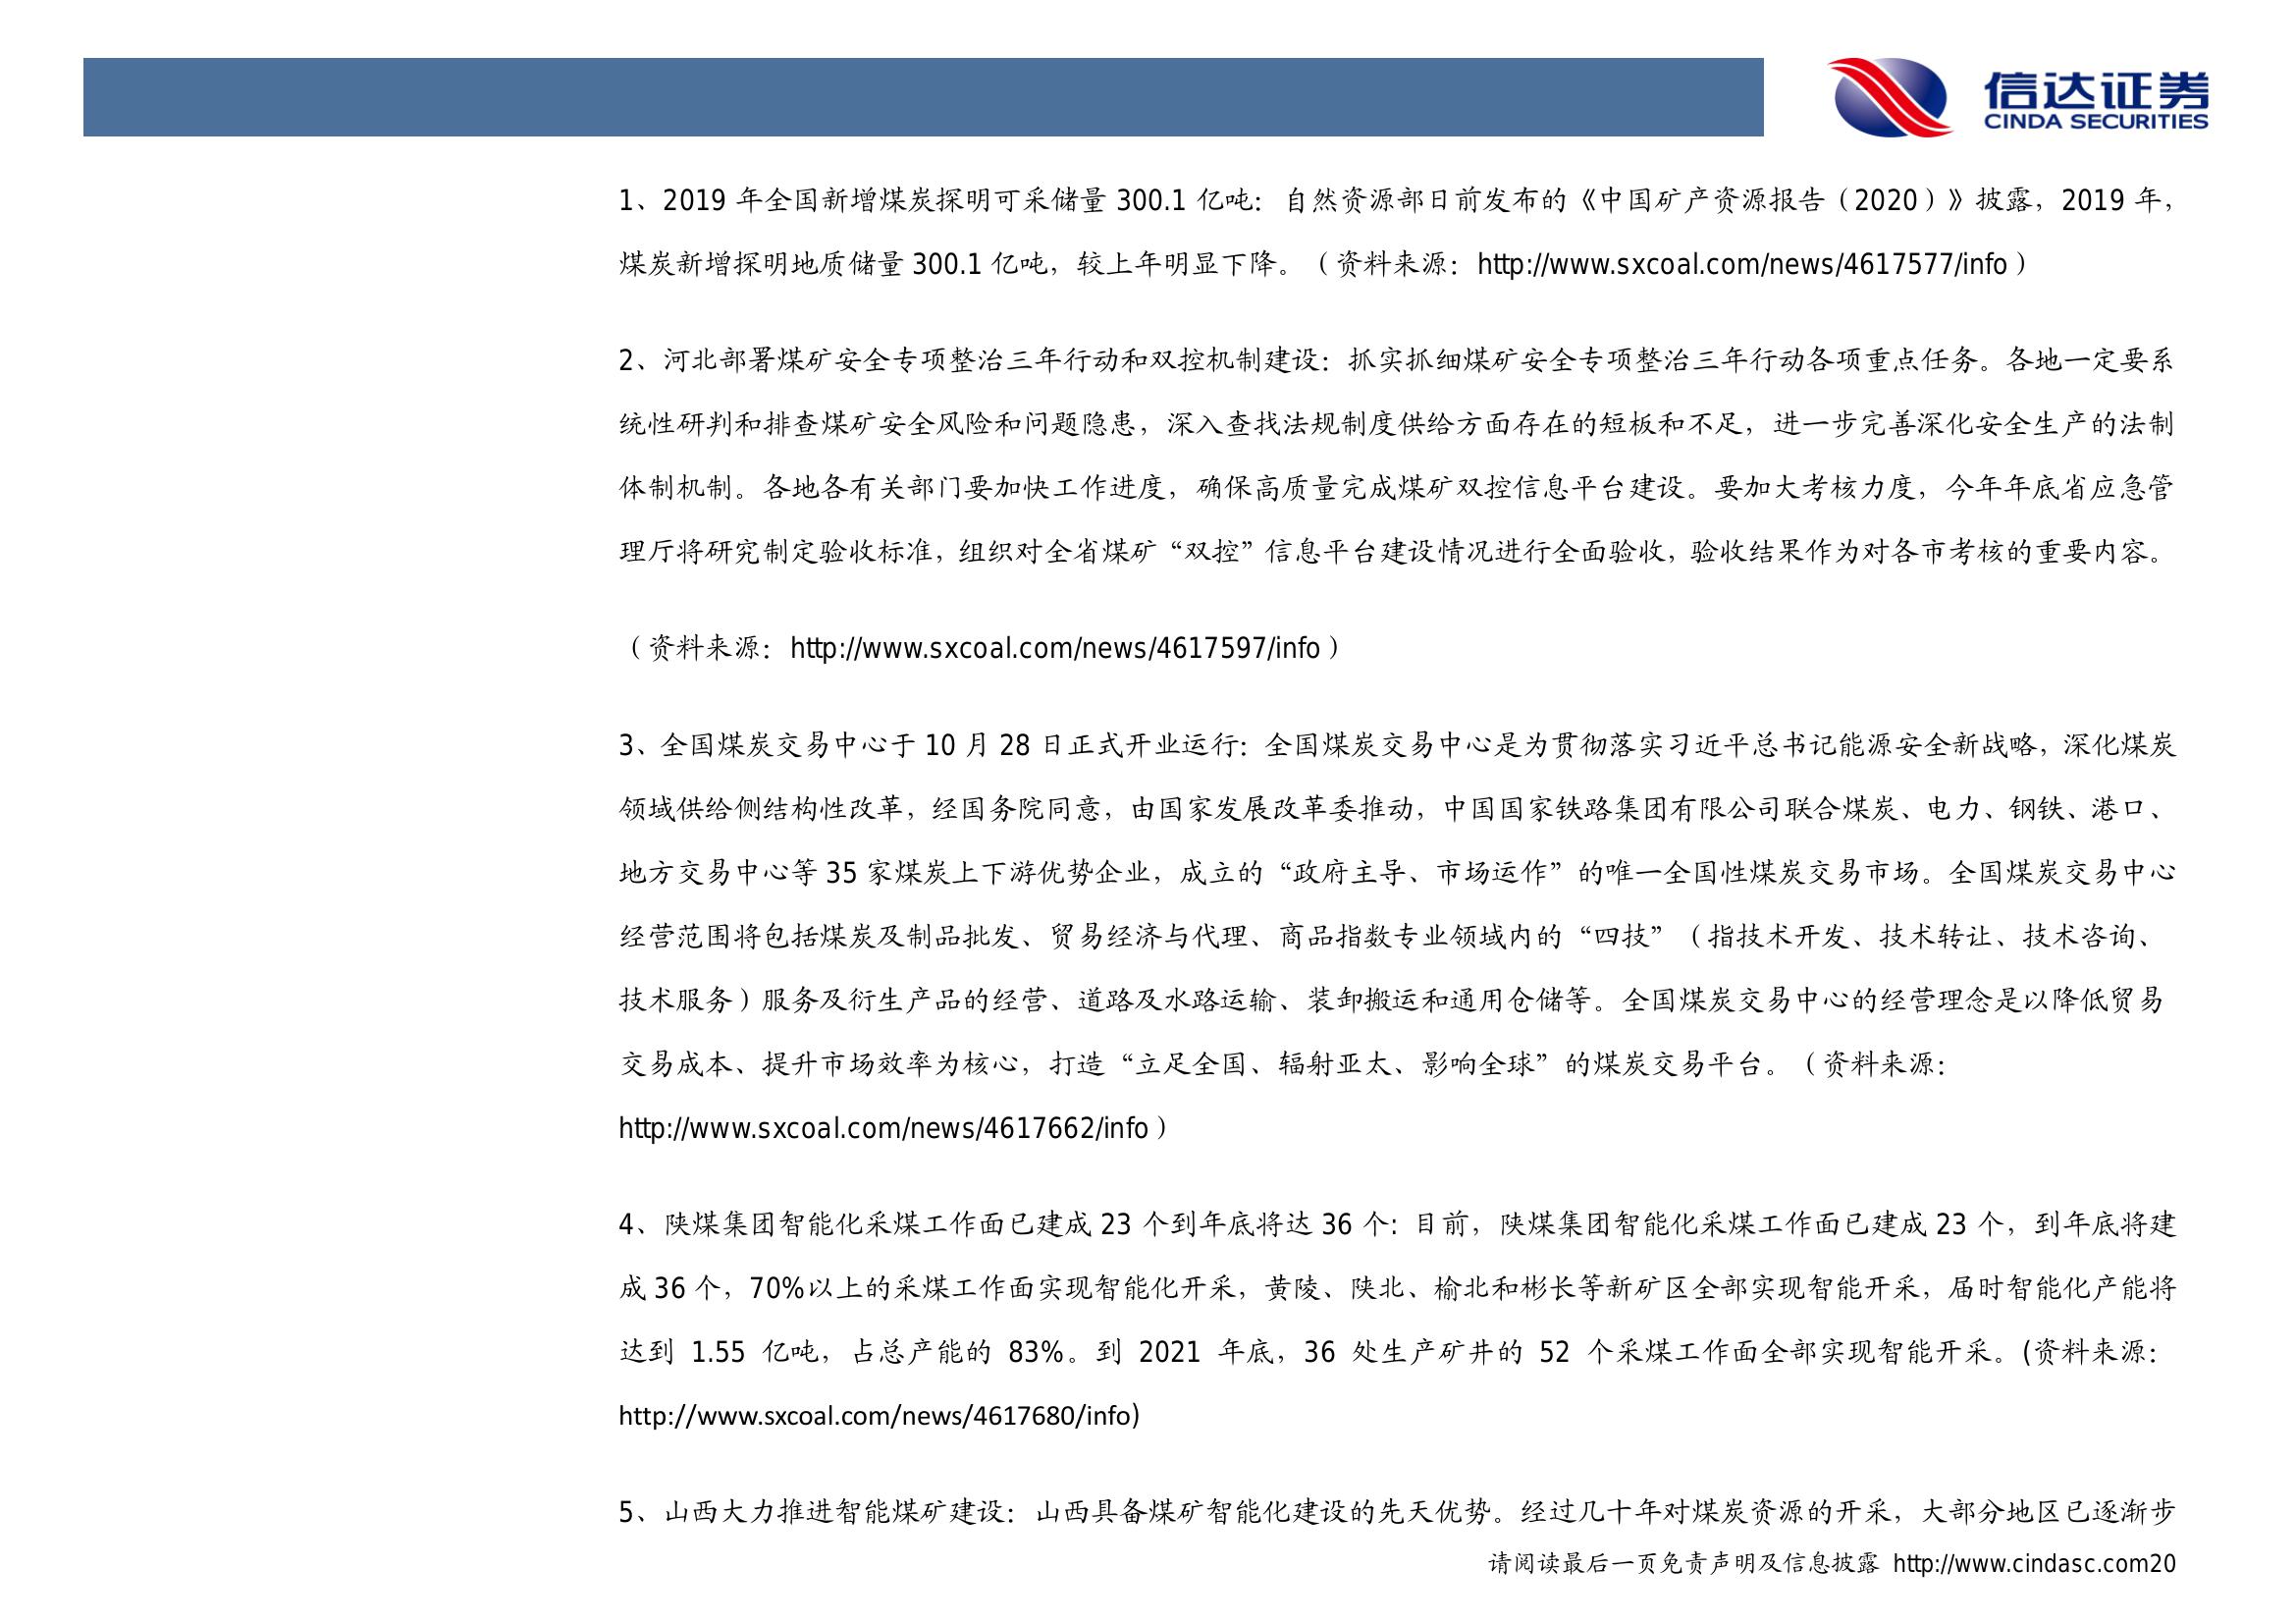 信达证券
CINDA SECURITIES
1、2019 年全国新增煤炭探明可采储量 300.1 亿吨：自然资源部日前发布的《中国矿产资源报告（2020）》披露，2019 年，
煤炭新增探明地质储量 300.1 亿吨，较上年明显下降。（资料来源：http://www.sxcoal.com/news/4617577/info）
2、河北部署煤矿安全专项整治三年行动和双控机制建设：抓实抓细煤矿安全专项整治三年行动各项重点任务。各地一定要系
统性研判和排查煤矿安全风险和问题隐患，深入查找法规制度供给方面存在的短板和不足，进一步完善深化安全生产的法制
体制机制。各地各有关部门要加快工作进度，确保高质量完成煤矿双控信息平台建设。要加大考核力度，今年年底省应急管
理厅将研究制定验收标准，组织对全省煤矿“双控”信息平台建设情况进行全面验收，验收结果作为对各市考核的重要内容。
（资料来源：http://www.sxcoal.com/news/4617597/info）
3、全国煤炭交易中心于 10 月 28 日正式开业运行：全国煤炭交易中心是为贯彻落实习近平总书记能源安全新战略，深化煤炭
领域供给侧结构性改革，经国务院同意，由国家发展改革委推动，中国国家铁路集团有限公司联合煤炭、电力、钢铁、港口、
地方交易中心等 35 家煤炭上下游优势企业，成立的“政府主导、市场运作”的唯一全国性煤炭交易市场。全国煤炭交易中心
经营范围将包括煤炭及制品批发、贸易经济与代理、商品指数专业领域内的“四技”（指技术开发、技术转让、技术咨询、
技术服务）服务及衍生产品的经营、道路及水路运输、装卸搬运和通用仓储等。全国煤炭交易中心的经营理念是以降低贸易
交易成本、提升市场效率为核心，打造“立足全国、辐射亚太、影响全球”的煤炭交易平台。（资料来源：
http://www.sxcoal.com/news/4617662/info）
4、陕煤集团智能化采煤工作面已建成 23 个到年底将达 36 个：目前，陕煤集团智能化采煤工作面已建成 23 个，到年底将建
成 36 个，70%以上的采煤工作面实现智能化开采，黄陵、陕北、榆北和彬长等新矿区全部实现智能开采，届时智能化产能将
达到 1.55 亿吨，占总产能的 83%。到 2021 年底，36 处生产矿井的 52 个采煤工作面全部实现智能开采。(资料来源：
http://www.sxcoal.com/news/4617680/info)
5、山西大力推进智能煤矿建设：山西具备煤矿智能化建设的先天优势。经过几十年对煤炭资源的开采，大部分地区已逐渐步
请阅读最后一页免责声明及信息披露 http://www.cindasc.com20